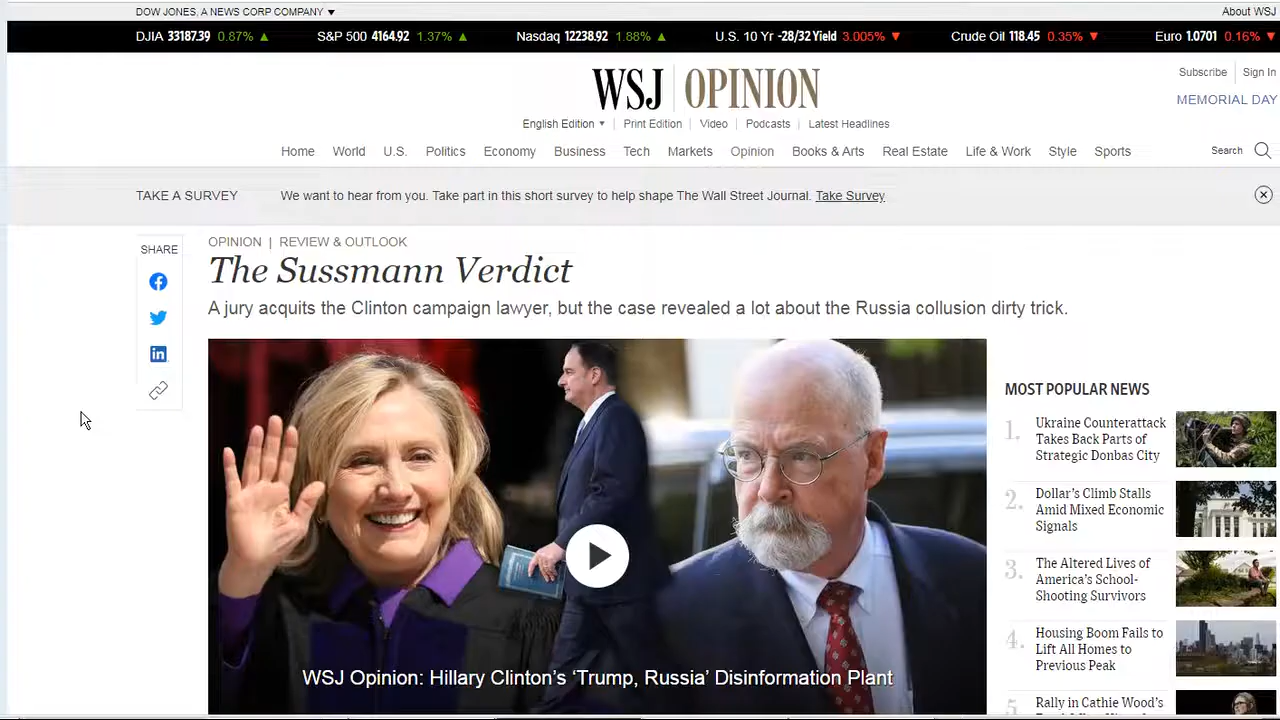 DOW JONES, A NEWS CORP COMPANY
About WSJ
DJIA 33187.39 0.87% S&P 500 4164.92 1.37% Nasdaq 12238.92 1.88% U.S. 10 Yr -28/32 Yield 3.005% Crude Oil 118.45 0.35% Euro 1.0701 0.16%
WSJ OPINION
Subscribe Sign In
MEMORIAL DAY
English Edition Print Edition Video Podcasts Latest Headlines
Home World U.S. Politics Economy Business Tech Markets Opinion Books & Arts Real Estate Life & Work Style Sports Search
TAKE A SURVEY We want to hear from you. Take part in this short survey to help shape The Wall Street Journal. Take Survey
SHARE
OPINION | REVIEW & OUTLOOK
The Sussmann Verdict
A jury acquits the Clinton campaign lawyer, but the case revealed a lot about the Russia collusion dirty trick.
WSJ Opinion: Hillary Clinton's 'Trump, Russia' Disinformation Plant
MOST POPULAR NEWS
1. Ukraine Counterattack
Takes Back Parts of
Strategic Donbas City
2. Dollar's Climb Stalls
Amid Mixed Economic
Signals
3. The Altered Lives of
America's School-
Shooting Survivors
4. Housing Boom Fails to
Lift All Homes to
Previous Peak
5. Rally in Cathie Wood's